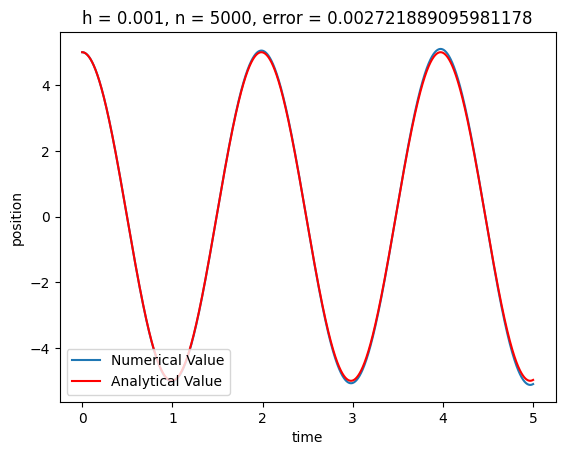 h = 0.001, n = 5000, error = 0.002721889095981178
position
4
2
0
−2
−4
Numerical Value
Analytical Value
0 1 2 3 4 5
time